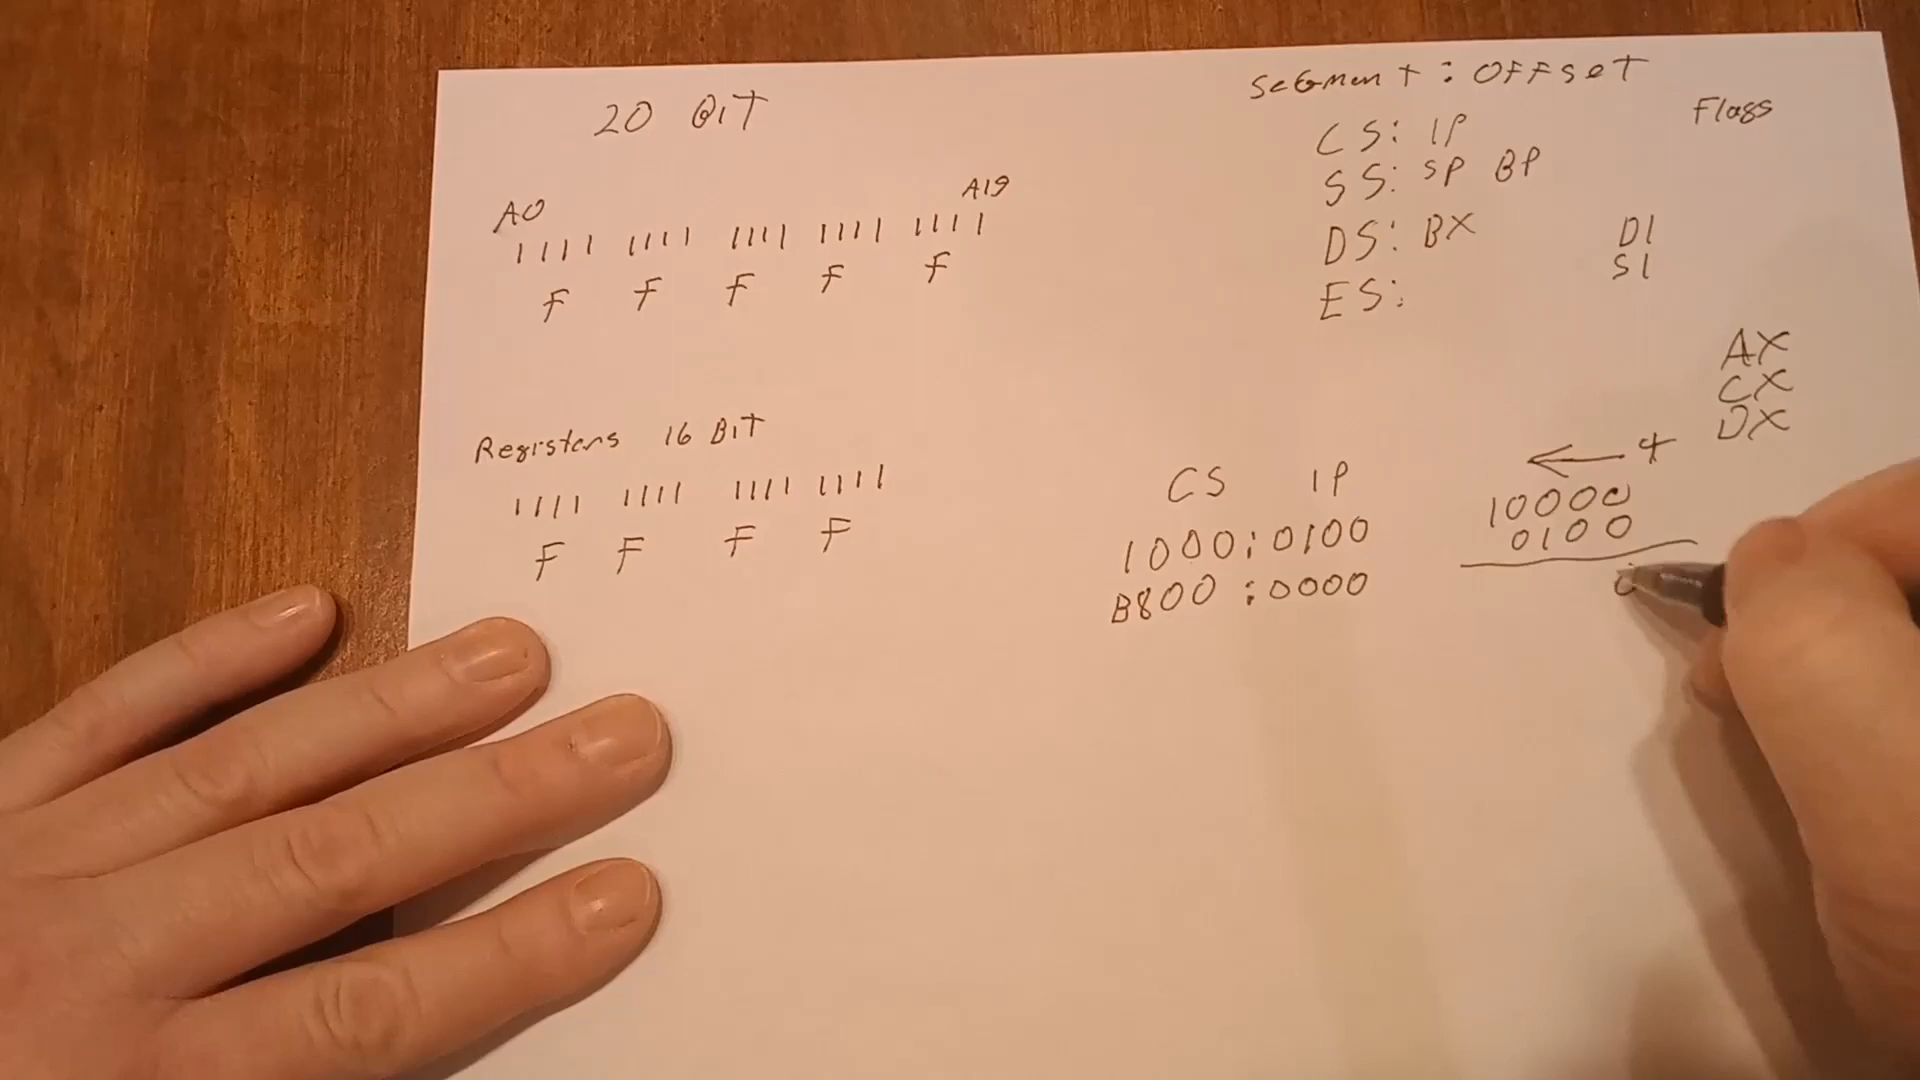 20 BIT
A0 A19
1111 1111 1111 1111 1111
F F F F F
Registers 16 BIT
1111 1111 1111 1111
F F F F
Segment : OFFset
Flags
CS: IP
SS: SP BP
DS: BX
ES:
DI
SI
AX
CX
DX
CS IP
1000:0100
B800:0000
← 4
10000
0100
0